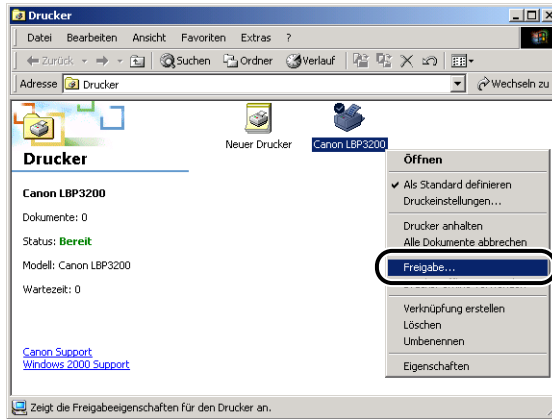 Drucker
Datei Bearbeiten Ansicht Favoriten Extras ?
Zurück Suchen Ordner Verlauf
Adresse Drucker Wechseln zu
Neuer Drucker Canon LBP3200
Drucker
Canon LBP3200
Dokumente: 0
Status: Bereit
Modell: Canon LBP3200
Wartezeit: 0
Canon Support
Windows 2000 Support
Öffnen
Als Standard definieren
Druckeinstellungen...
Drucker anhalten
Alle Dokumente abbrechen
Freigabe...
Verknüpfung erstellen
Löschen
Umbenennen
Eigenschaften
Zeigt die Freigabeeigenschaften für den Drucker an.